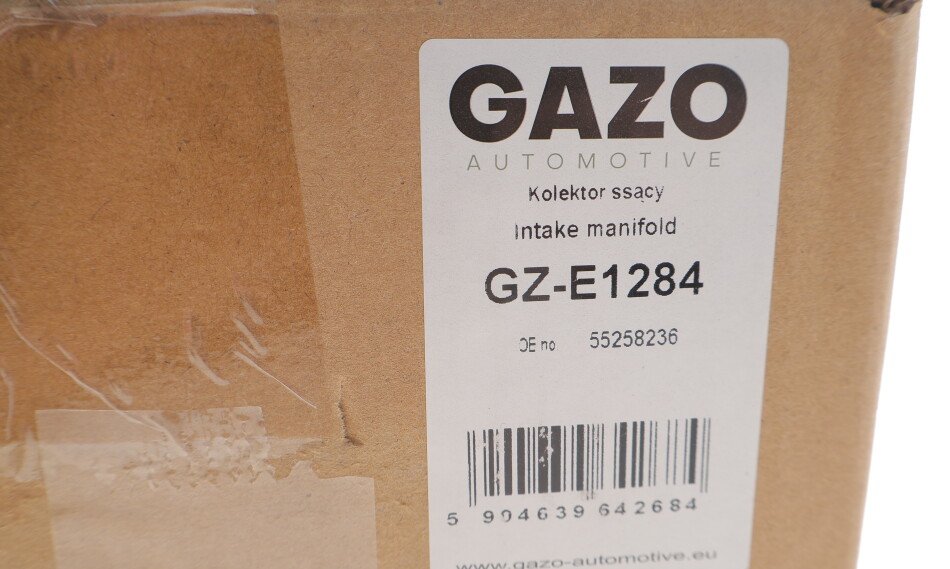 GAZO
AUTOMOTIVE
Kolektor ssący
Intake manifold
GZ-E1284
OE no 55258236
5 904639 642684
www.gazo-automotive.eu